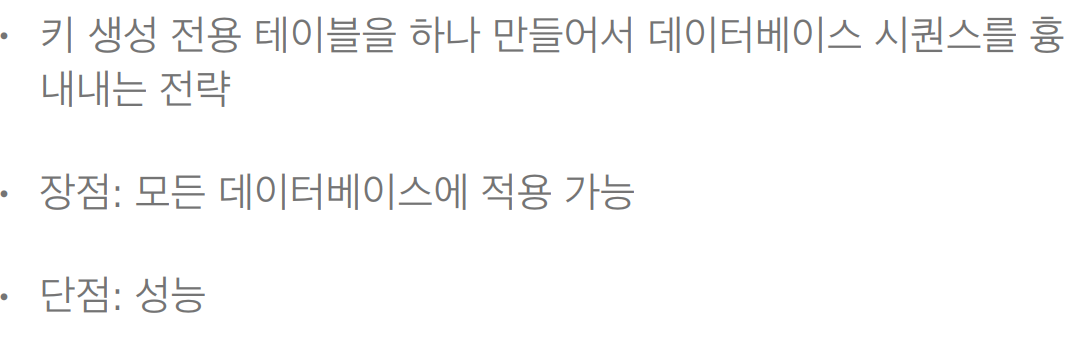 • 키 생성 전용 테이블을 하나 만들어서 데이터베이스 시퀀스를 흉
내내는 전략
• 장점: 모든 데이터베이스에 적용 가능
• 단점: 성능